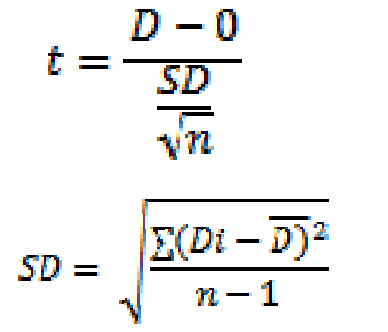 t = (D − 0) / (SD / √n)
SD = √(∑(Di − D̅)² / (n − 1))